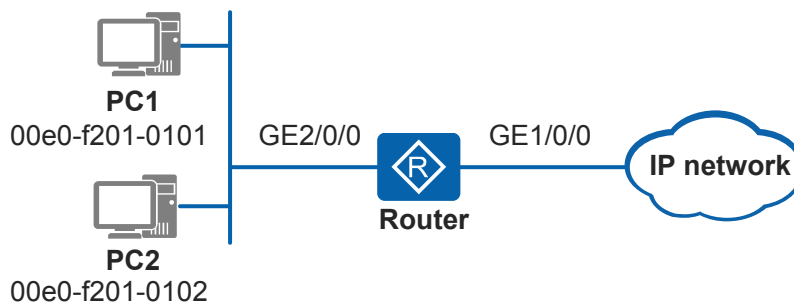 PC1
00e0-f201-0101
GE2/0/0
GE1/0/0
R
IP network
Router
PC2
00e0-f201-0102